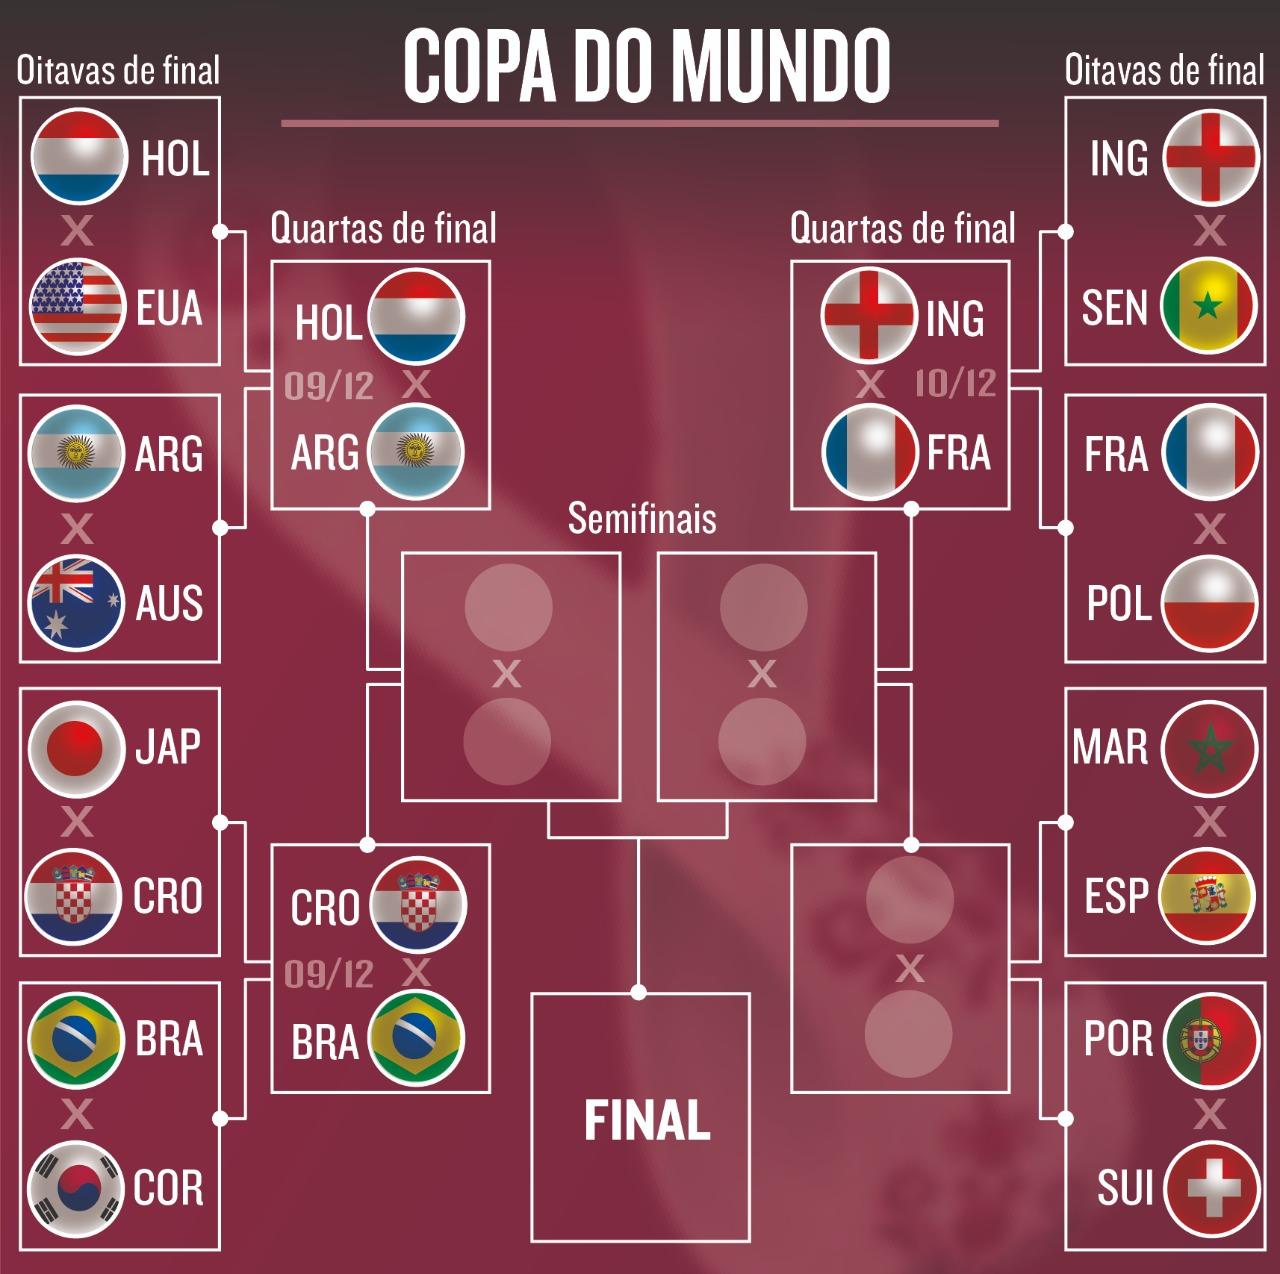 COPA DO MUNDO
Oitavas de final
HOL
X
EUA
ARG
X
AUS
JAP
X
CRO
BRA
X
COR
Quartas de final
HOL
09/12 X
ARG
CRO
09/12 X
BRA
Semifinais
X
X
FINAL
Quartas de final
ING
X 10/12
FRA
X
Oitavas de final
ING
X
SEN
FRA
X
POL
MAR
X
ESP
POR
X
SUI